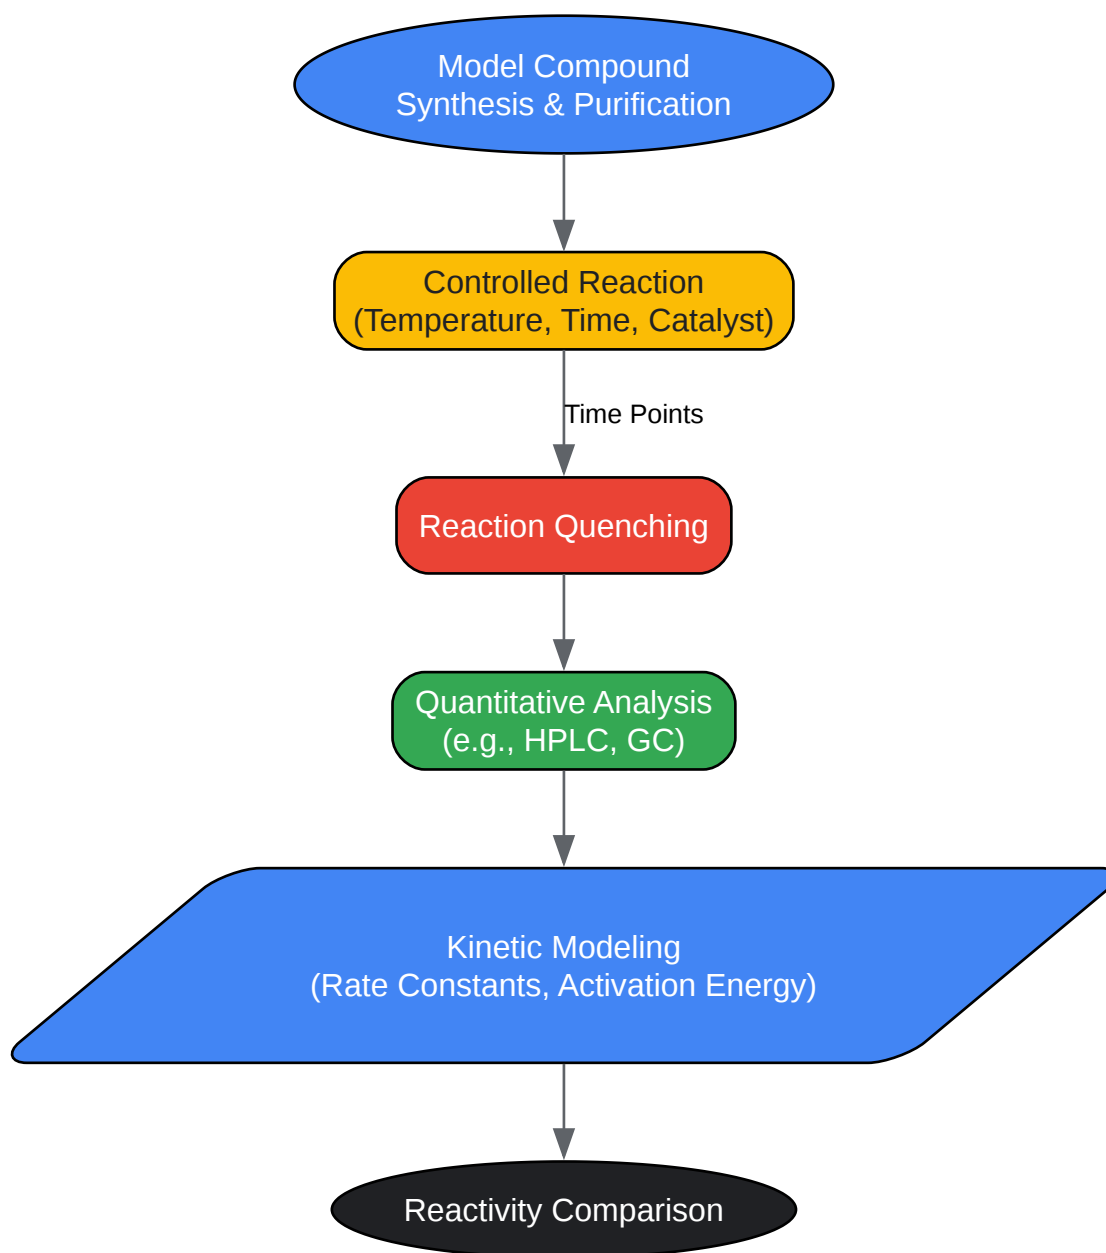 Model Compound
Synthesis & Purification
Controlled Reaction
(Temperature, Time, Catalyst)
Time Points
Reaction Quenching
Quantitative Analysis
(e.g., HPLC, GC)
Kinetic Modeling
(Rate Constants, Activation Energy)
Reactivity Comparison